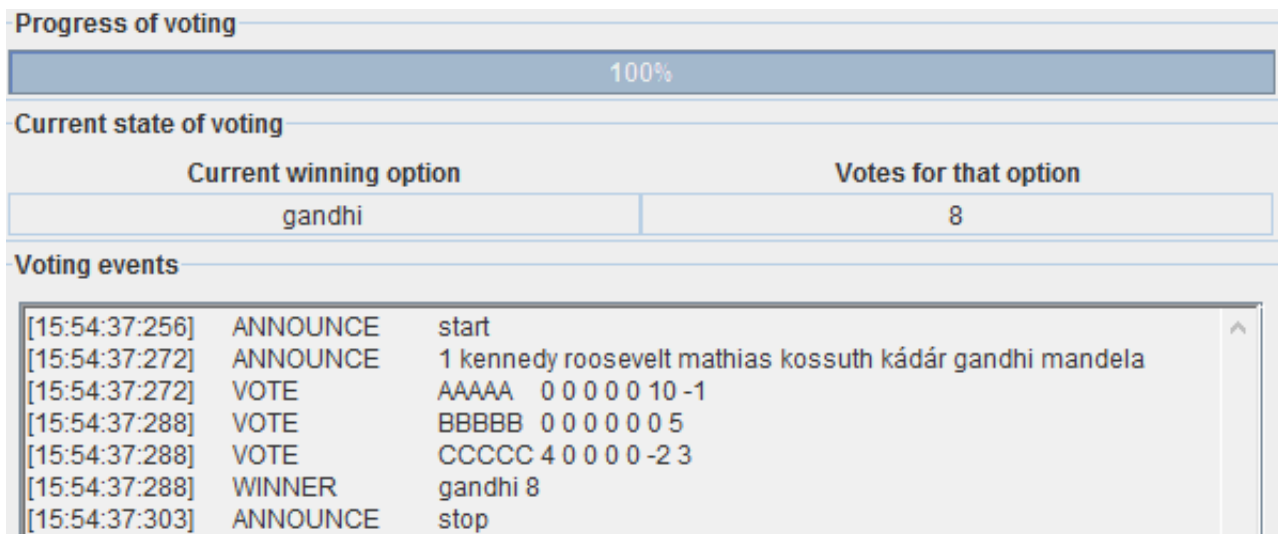 Progress of voting
100%
Current state of voting
Current winning option Votes for that option
gandhi 8
Voting events
[15:54:37:256] ANNOUNCE start
[15:54:37:272] ANNOUNCE 1 kennedy roosevelt mathias kossuth kádár gandhi mandela
[15:54:37:272] VOTE AAAAA 0 0 0 0 0 10 -1
[15:54:37:288] VOTE BBBBB 0 0 0 0 0 0 5
[15:54:37:288] VOTE CCCCC 4 0 0 0 0 -2 3
[15:54:37:288] WINNER gandhi 8
[15:54:37:303] ANNOUNCE stop